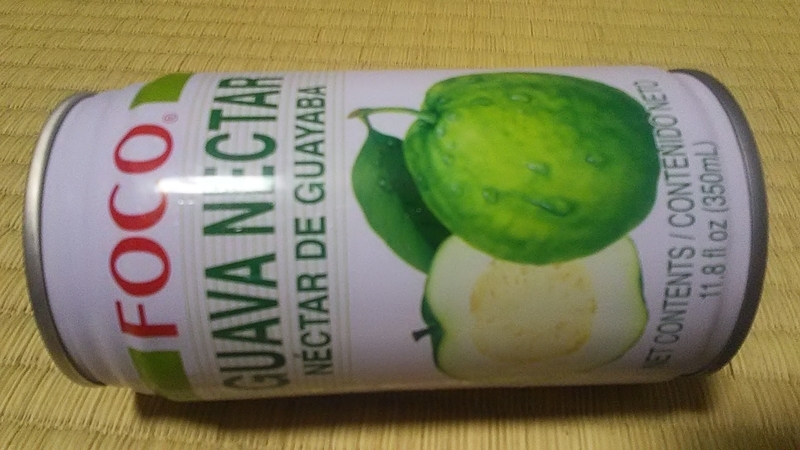 FOCO®
GUAVA NECTAR
NÉCTAR DE GUAYABA
NET CONTENTS / CONTENIDO NETO
11.8 fl oz (350mL)